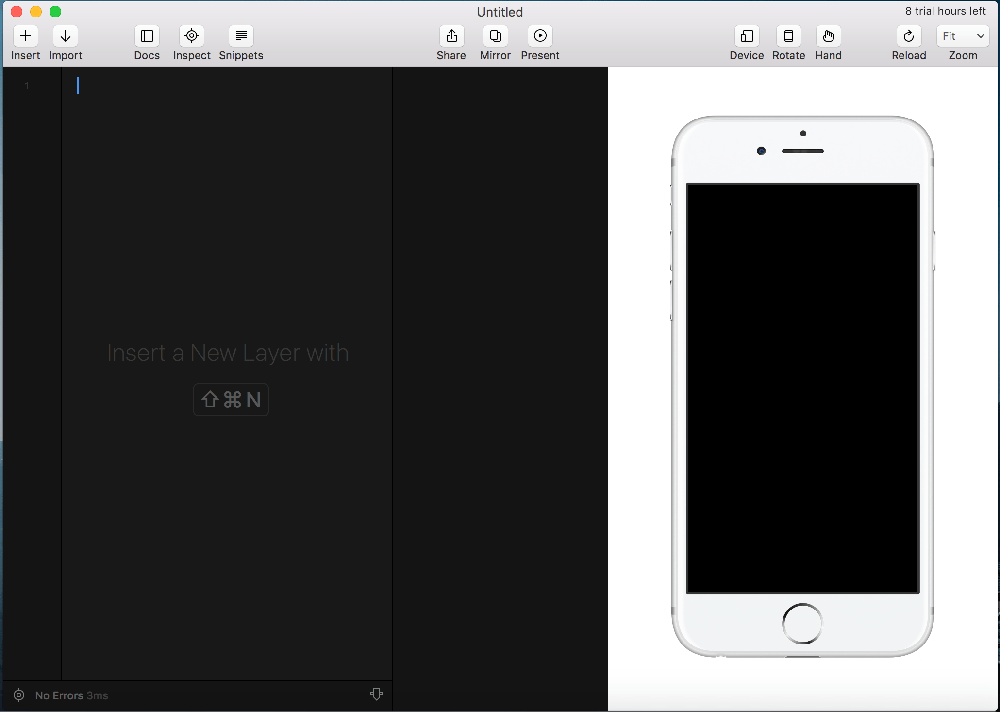 Untitled
8 trial hours left
Insert Import Docs Inspect Snippets Share Mirror Present Device Rotate Hand Reload Fit Zoom
1
Insert a New Layer with
⇧⌘N
No Errors 3ms